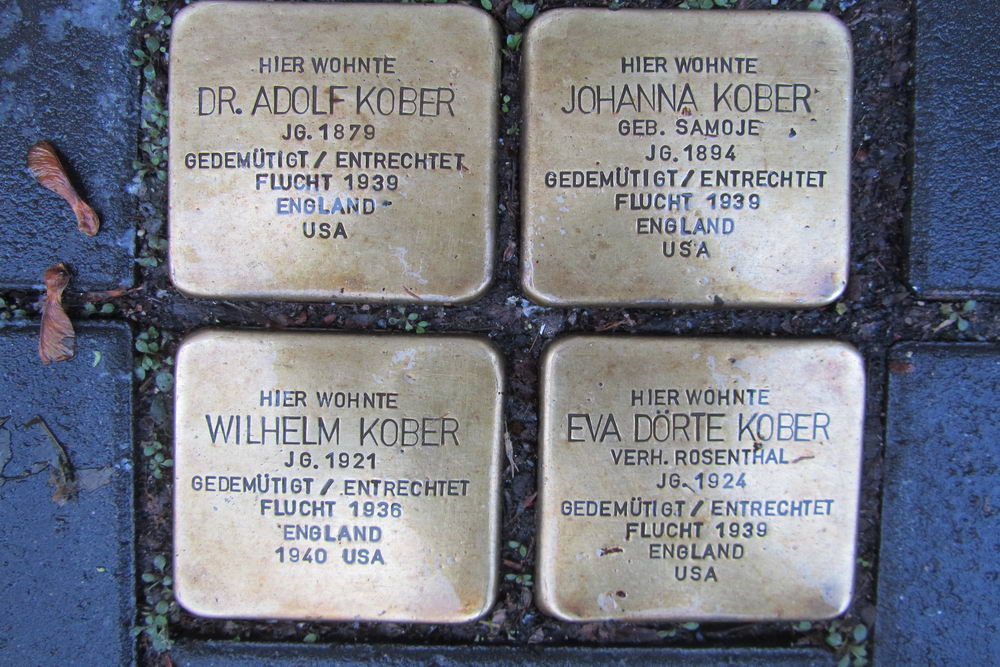 HIER WOHNTE
DR. ADOLF KOBER
JG. 1879
GEDEMÜTIGT / ENTRECHTET
FLUCHT 1939
ENGLAND
USA
HIER WOHNTE
JOHANNA KOBER
GEB. SAMOJE
JG. 1894
GEDEMÜTIGT / ENTRECHTET
FLUCHT 1939
ENGLAND
USA
HIER WOHNTE
WILHELM KOBER
JG. 1921
GEDEMÜTIGT / ENTRECHTET
FLUCHT 1936
ENGLAND
1940 USA
HIER WOHNTE
EVA DÖRTE KOBER
VERH. ROSENTHAL
JG. 1924
GEDEMÜTIGT / ENTRECHTET
FLUCHT 1939
ENGLAND
USA